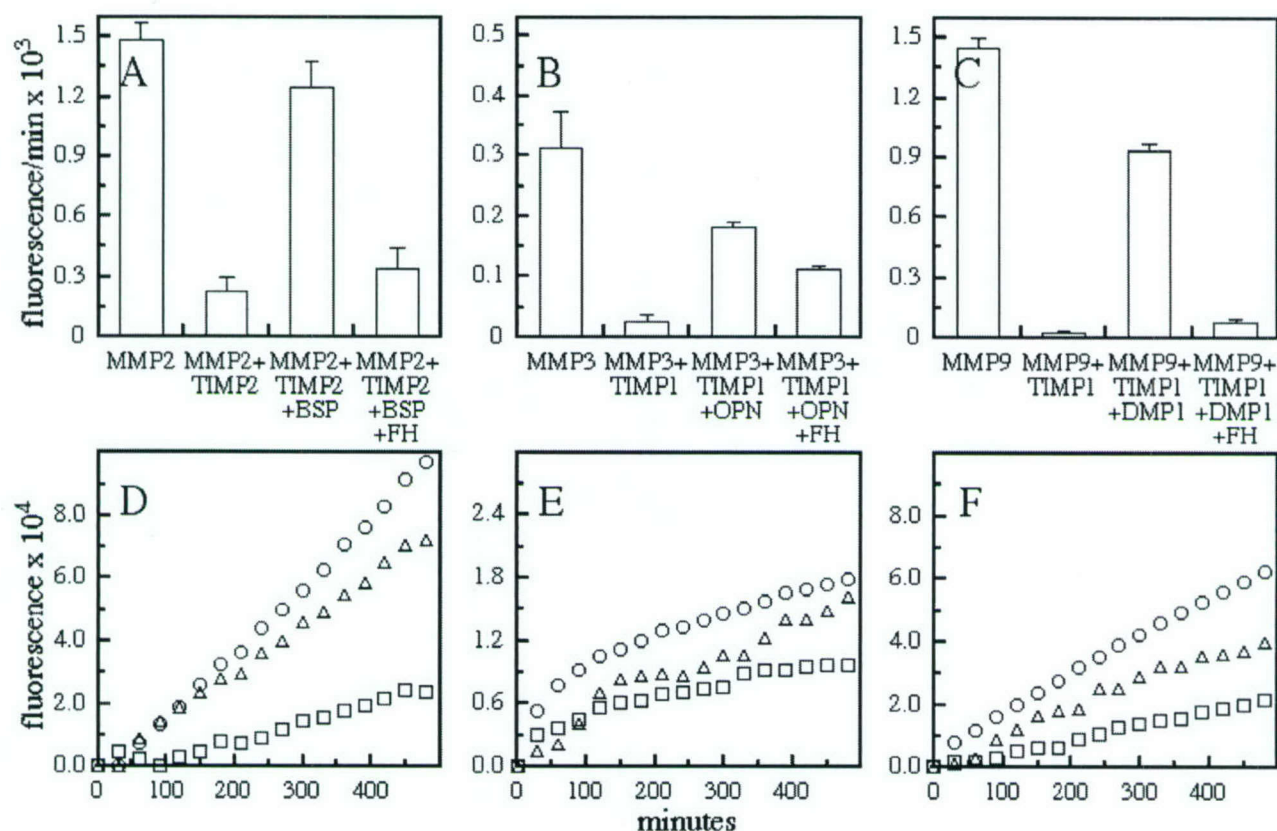 fluorescence/min x 10³
A
1.5
1.2
0.9
0.6
0.3
0
MMP2
MMP2+
TIMP2
MMP2+
TIMP2
+BSP
MMP2+
TIMP2
+BSP
+FH
B
0.5
0.4
0.3
0.2
0.1
0
MMP3
MMP3+
TIMP1
MMP3+
TIMP1
+OPN
MMP3+
TIMP1
+OPN
+FH
C
1.5
1.2
0.9
0.6
0.3
0
MMP9
MMP9+
TIMP1
MMP9+
TIMP1
+DMP1
MMP9+
TIMP1
+DMP1
+FH
fluorescence x 10⁴
D
8.0
6.0
4.0
2.0
0.0
0
100
200
300
400
E
2.4
1.8
1.2
0.6
0.0
0
100
200
300
400
F
8.0
6.0
4.0
2.0
0.0
0
100
200
300
400
minutes